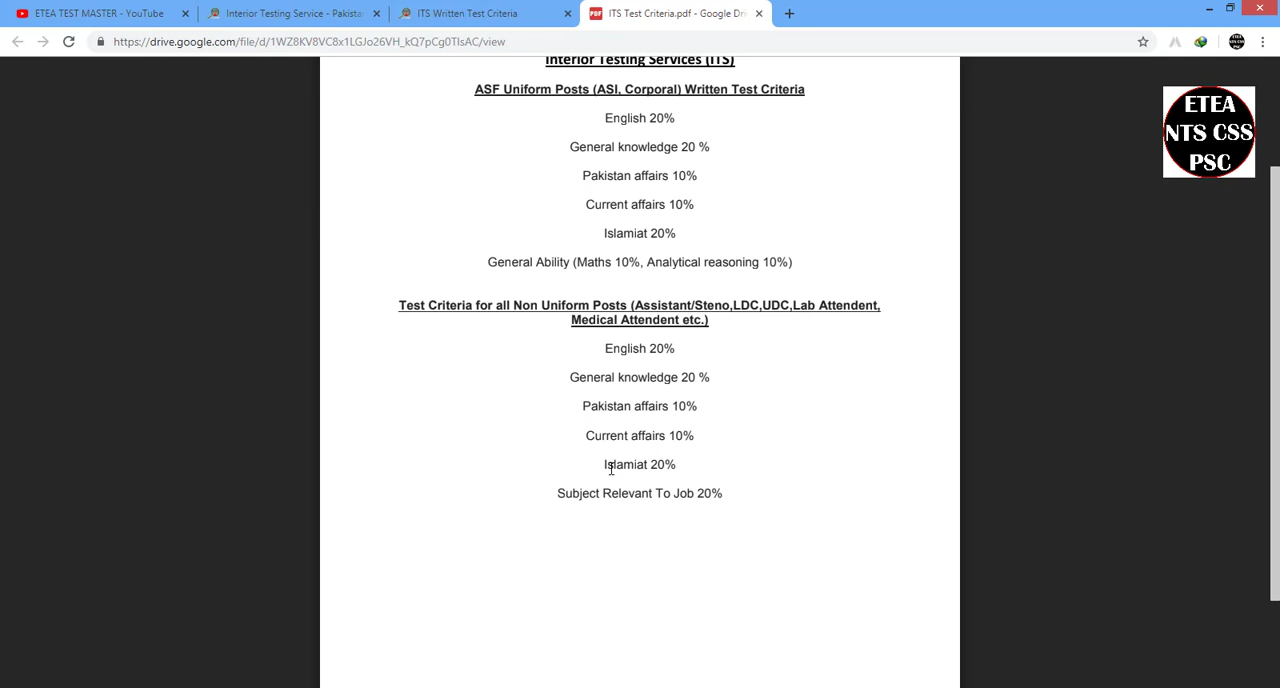 ETEA TEST MASTER - YouTube
Interior Testing Service - Pakista
ITS Written Test Criteria
PDF
ITS Test Criteria.pdf - Google Dri
https://drive.google.com/file/d/1WZ8KV8VC8x1LGJo26VH_kQ7pCg0TIsAC/view
Interior Testing Services (ITS)
ASF Uniform Posts (ASI, Corporal) Written Test Criteria
English 20%
General knowledge 20 %
Pakistan affairs 10%
Current affairs 10%
Islamiat 20%
General Ability (Maths 10%, Analytical reasoning 10%)
Test Criteria for all Non Uniform Posts (Assistant/Steno,LDC,UDC,Lab Attendent,
Medical Attendent etc.)
English 20%
General knowledge 20 %
Pakistan affairs 10%
Current affairs 10%
Islamiat 20%
Subject Relevant To Job 20%
ETEA
NTS CSS
PSC